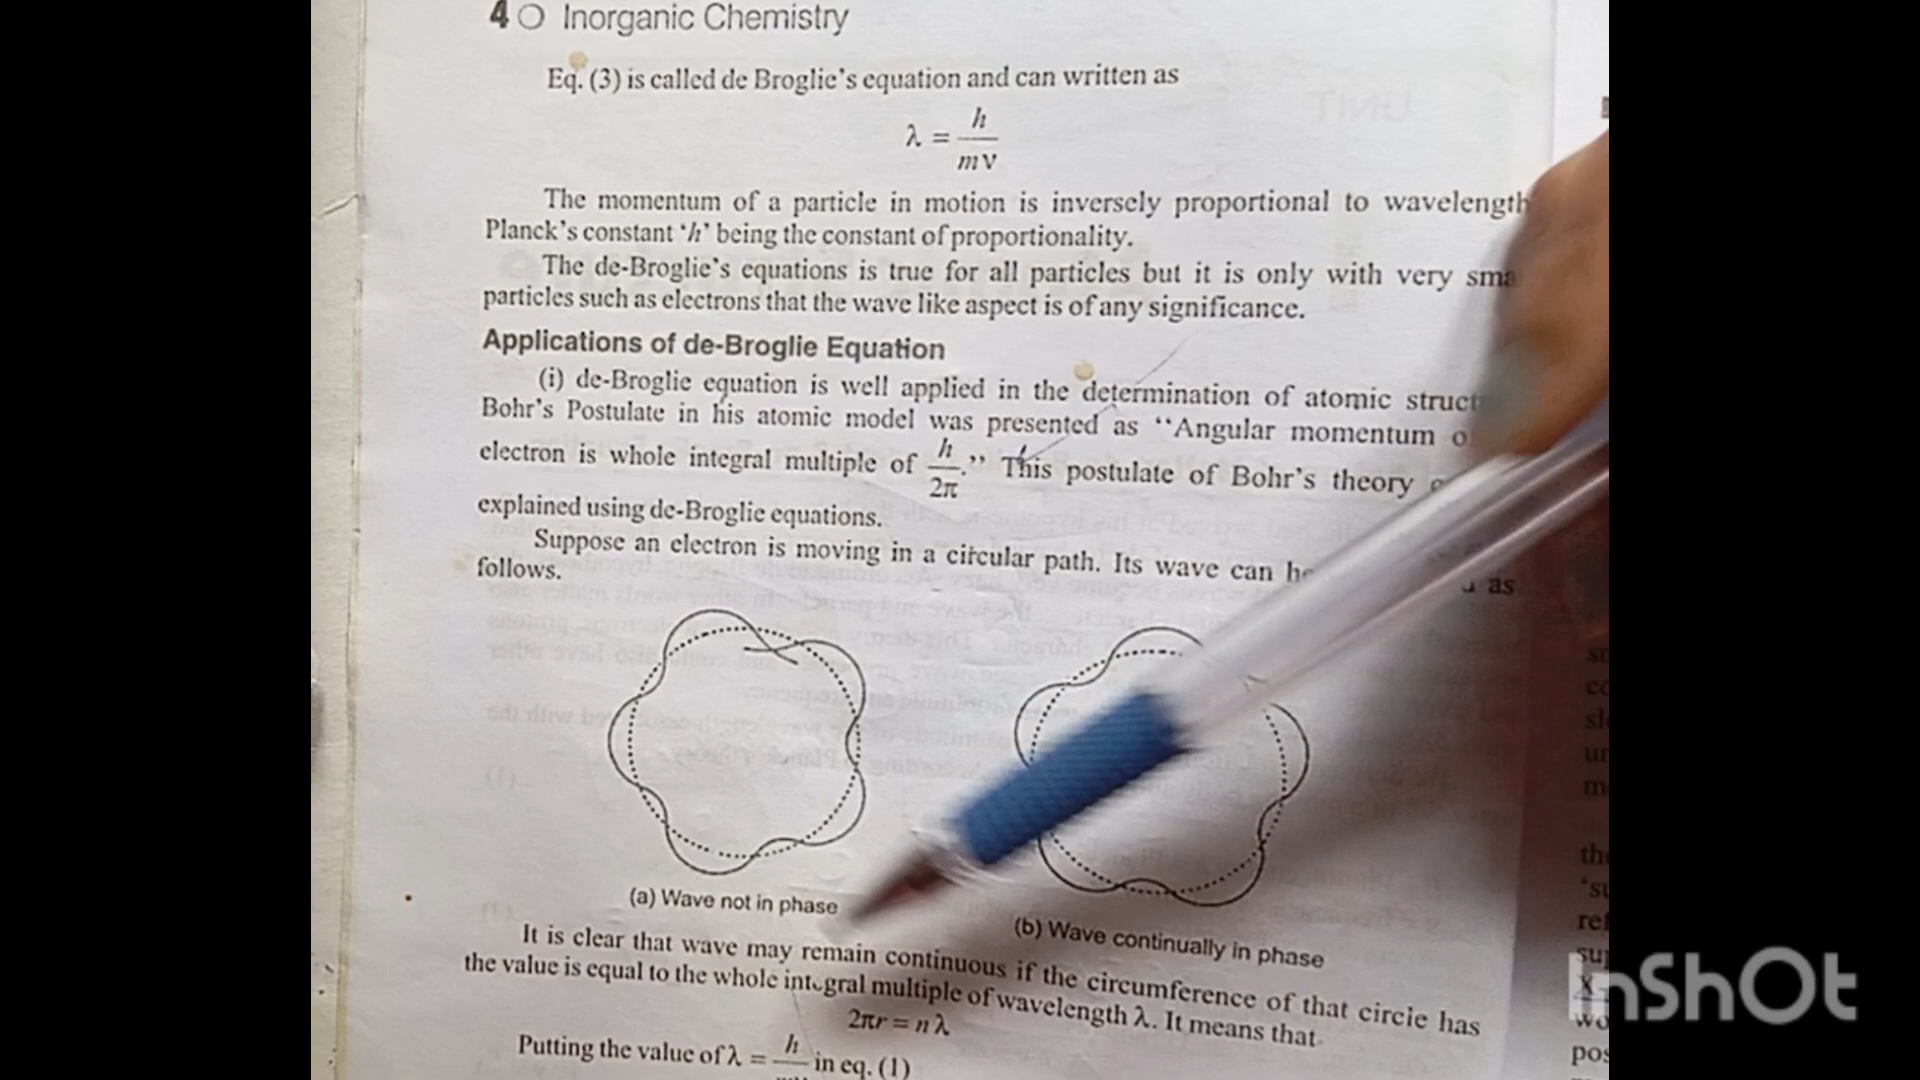 4 Inorganic Chemistry
Eq. (3) is called de Broglie's equation and can written as
λ = h
mv
The momentum of a particle in motion is inversely proportional to wavelength
Planck's constant 'h' being the constant of proportionality.
The de-Broglie's equations is true for all particles but it is only with very sma
particles such as electrons that the wave like aspect is of any significance.
Applications of de-Broglie Equation
(i) de-Broglie equation is well applied in the determination of atomic struct
Bohr's Postulate in his atomic model was presented as “Angular momentum o
electron is whole integral multiple of h/2π.” This postulate of Bohr's theory
explained using de-Broglie equations.
Suppose an electron is moving in a circular path. Its wave can as
follows.
(a) Wave not in phase
(b) Wave continually in phase
It is clear that wave may remain continuous if the circumference of that circle has
the value is equal to the whole integral multiple of wavelength λ. It means that
2πr = nλ
Putting the value of λ = h in eq. (1)
InShOt